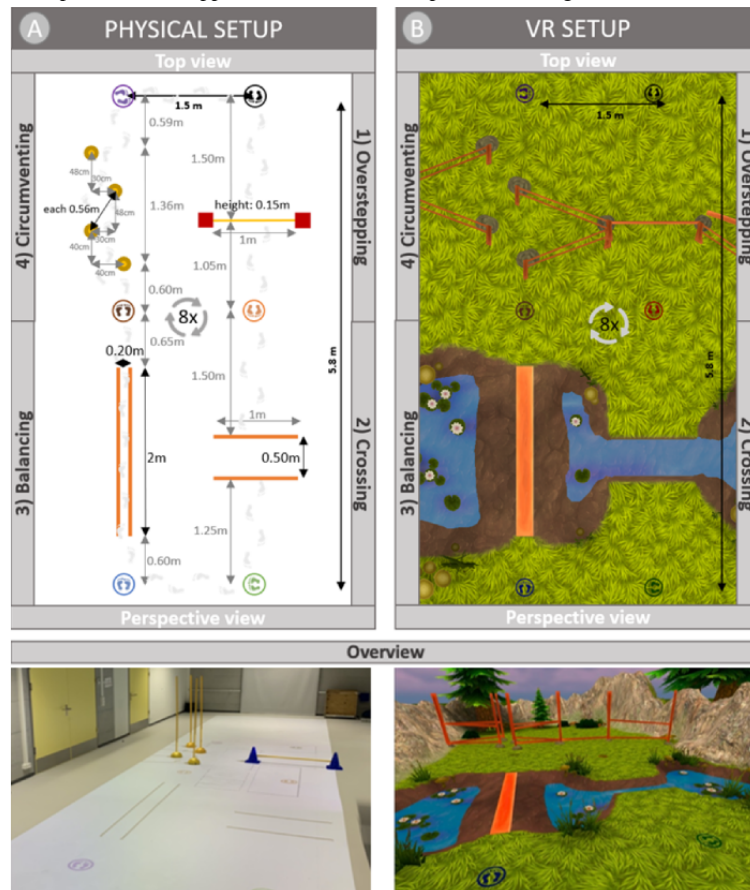 A PHYSICAL SETUP
Top view
4) Circumventing
3) Balancing
1) Overstepping
2) Crossing
1.5 m
0.59m
1.50m
48cm
30cm
each 0.56m
48cm
1.36m
height: 0.15m
1m
30cm
40cm
40cm
1.05m
0.60m
8x
0.65m
0.20m
1.50m
5.8 m
1m
2m
0.50m
1.25m
0.60m
Perspective view
B VR SETUP
Top view
4) Circumventing
3) Balancing
1) Overstepping
2) Crossing
1.5 m
8x
5.8 m
Perspective view
Overview